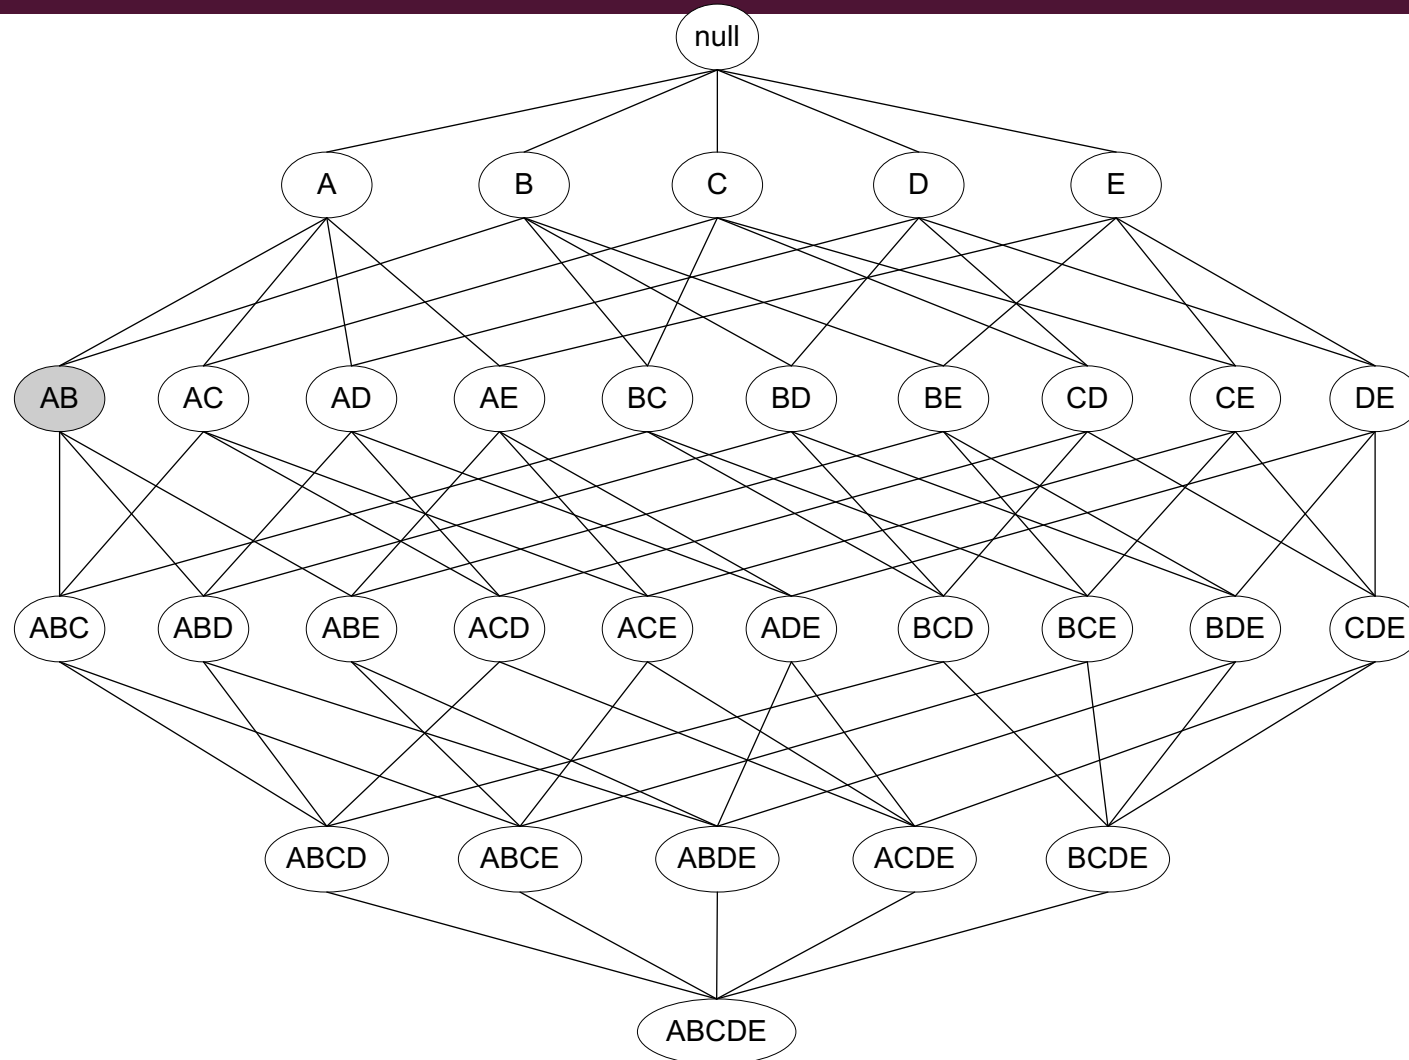 null
A B C D E
AB AC AD AE BC BD BE CD CE DE
ABC ABD ABE ACD ACE ADE BCD BCE BDE CDE
ABCD ABCE ABDE ACDE BCDE
ABCDE